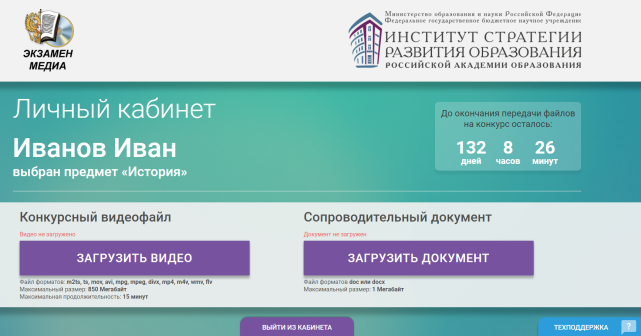 ЭКЗАМЕН
МЕДИА
Министерство образования и науки Российской Федерации
Федеральное государственное бюджетное научное учреждение
ИНСТИТУТ СТРАТЕГИИ
РАЗВИТИЯ ОБРАЗОВАНИЯ
РОССИЙСКОЙ АКАДЕМИИ ОБРАЗОВАНИЯ
Личный кабинет
Иванов Иван
выбран предмет «История»
До окончания передачи файлов
на конкурс осталось:
132 8 26
дней часов минут
Конкурсный видеофайл
Видео не загружено
ЗАГРУЗИТЬ ВИДЕО
Файл форматов: m2ts, ts, mov, avi, mpg, mpeg, divx, mp4, m4v, wmv, flv
Максимальный размер: 850 Мегабайт
Максимальная продолжительность: 15 минут
Сопроводительный документ
Документ не загружен
ЗАГРУЗИТЬ ДОКУМЕНТ
Файл форматов doc или docx
Максимальный размер: 1 Мегабайт
ВЫЙТИ ИЗ КАБИНЕТА
ТЕХПОДДЕРЖКА ?